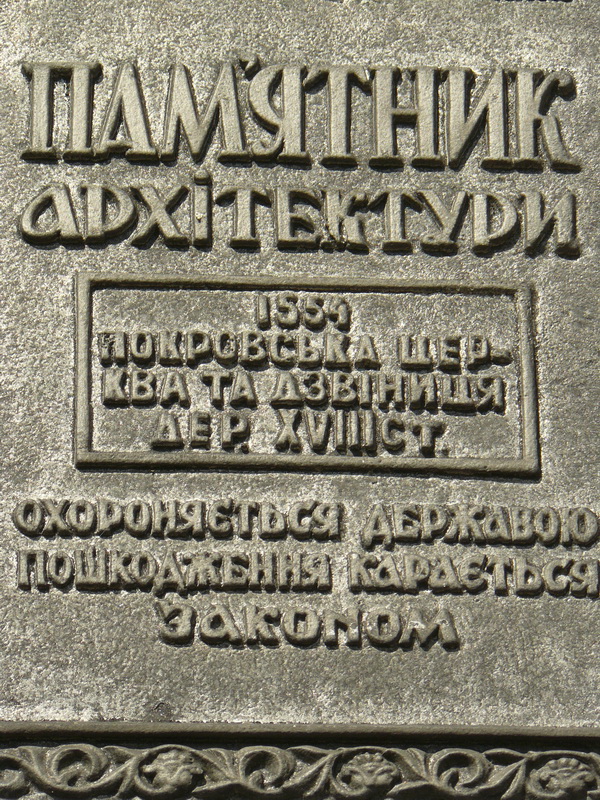 ПАМ'ЯТНИК
АРХІТЕКТУРИ
1554
ПОКРОВСЬКА ЦЕР-
КВА ТА ДЗВІНИЦЯ
ДЕР. XVIII СТ.
ОХОРОНЯЄТЬСЯ ДЕРЖАВОЮ
ПОШКОДЖЕННЯ КАРАЄТЬСЯ
ЗАКОНОМ